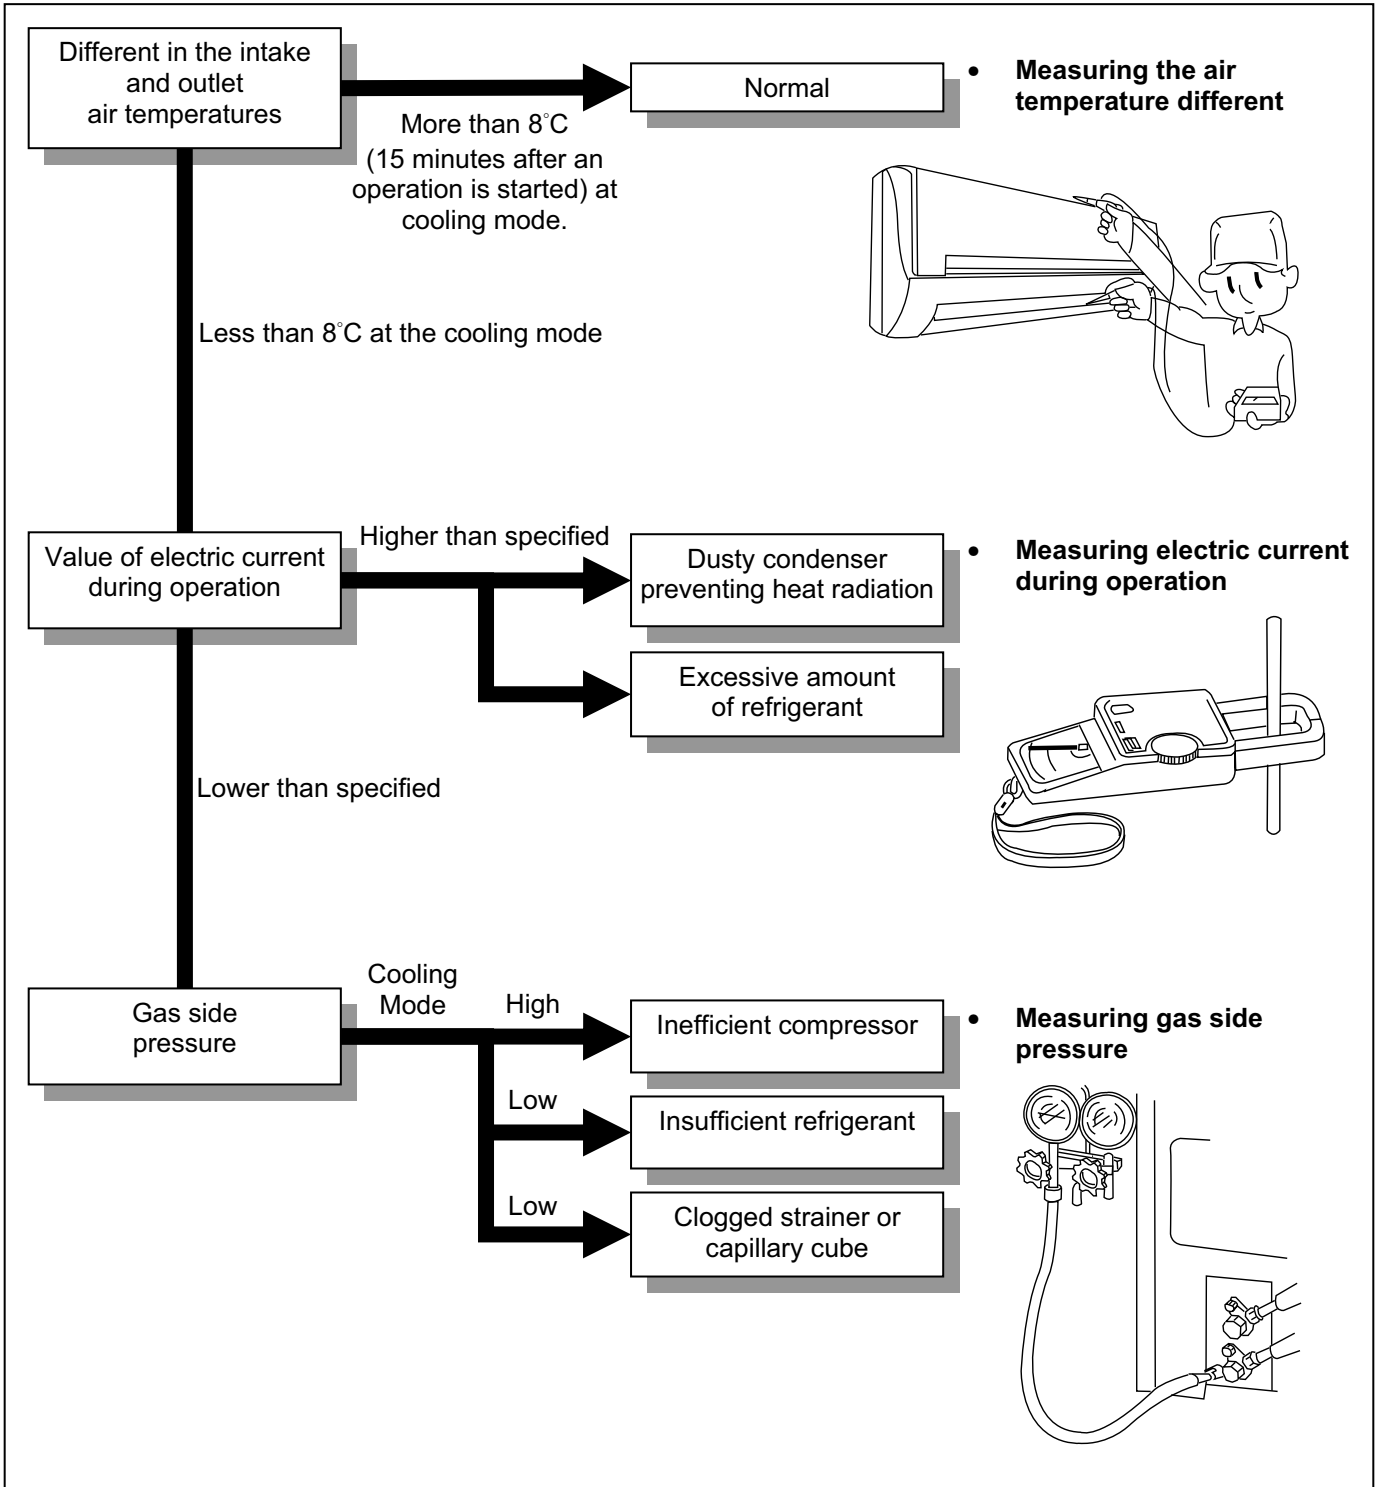 Different in the intake
and outlet
air temperatures
More than 8°C
(15 minutes after an
operation is started) at
cooling mode.
Normal
• Measuring the air
temperature different
Less than 8°C at the cooling mode
Value of electric current
during operation
Higher than specified
Dusty condenser
preventing heat radiation
Excessive amount
of refrigerant
• Measuring electric current
during operation
Lower than specified
Gas side
pressure
Cooling
Mode
High
Inefficient compressor
Low
Insufficient refrigerant
Low
Clogged strainer or
capillary cube
• Measuring gas side
pressure